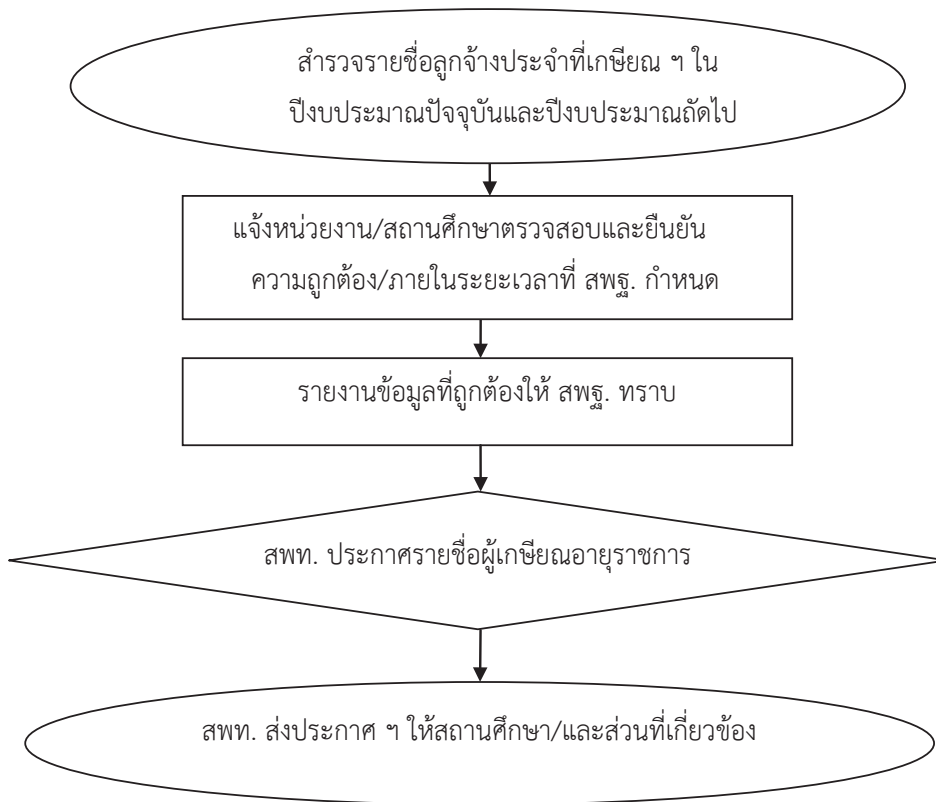 สำรวจรายชื่อลูกจ้างประจำที่เกษียณ ฯ ใน
ปีงบประมาณปัจจุบันและปีงบประมาณถัดไป
แจ้งหน่วยงาน/สถานศึกษาตรวจสอบและยืนยัน
ความถูกต้อง/ภายในระยะเวลาที่ สพฐ. กำหนด
รายงานข้อมูลที่ถูกต้องให้ สพฐ. ทราบ
สพท. ประกาศรายชื่อผู้เกษียณอายุราชการ
สพท. ส่งประกาศ ฯ ให้สถานศึกษา/และส่วนที่เกี่ยวข้อง